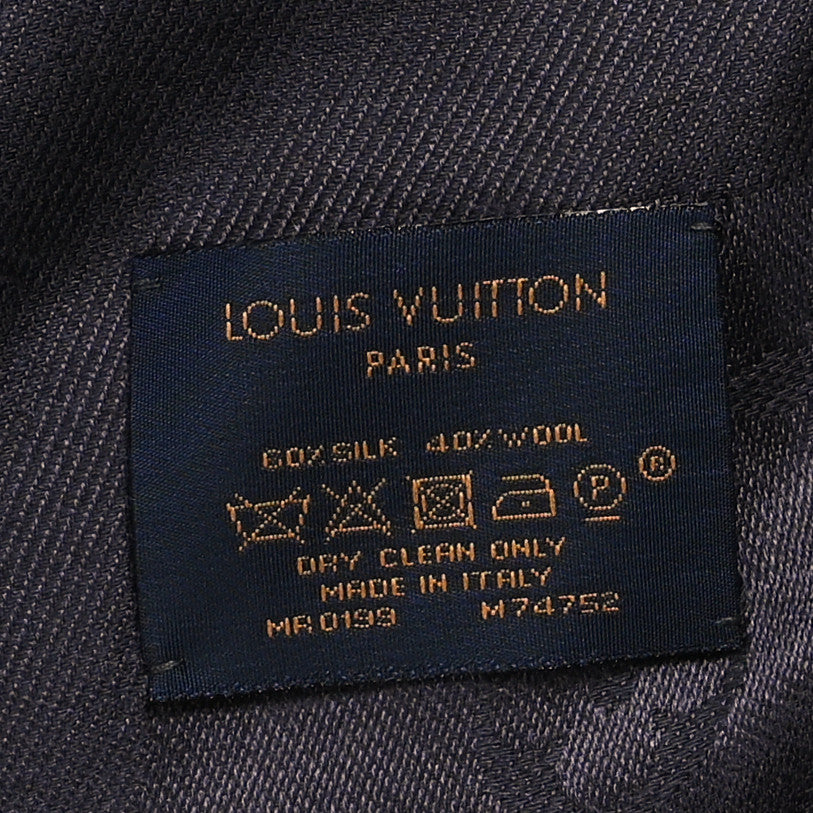 LOUIS VUITTON
PARIS
60% SILK 40% WOOL
P ®
DRY CLEAN ONLY
MADE IN ITALY
MR0199 M74752